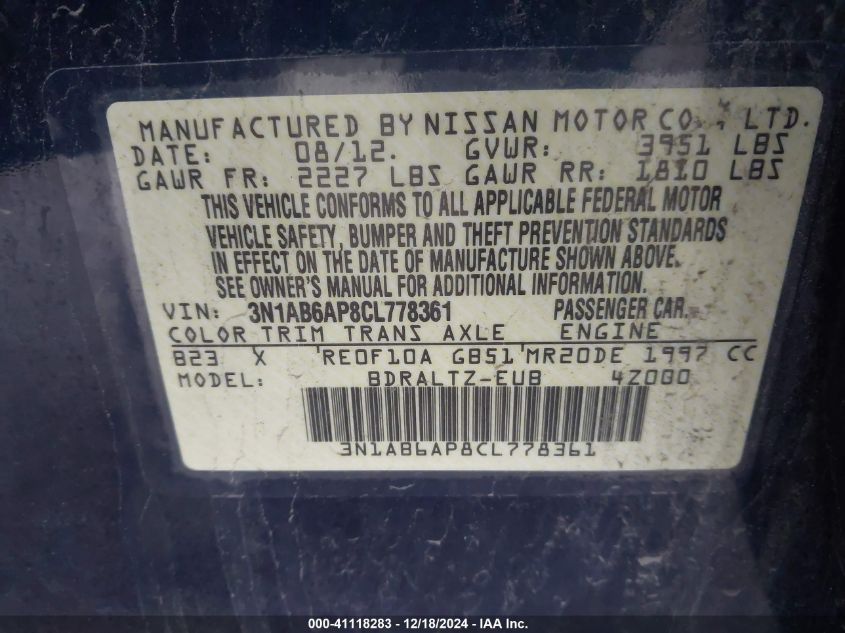 MANUFACTURED BY NISSAN MOTOR CO., LTD.
DATE: 08/12. GVWR: 3951 LBS
GAWR FR: 2227 LBS GAWR RR: 1810 LBS
THIS VEHICLE CONFORMS TO ALL APPLICABLE FEDERAL MOTOR
VEHICLE SAFETY, BUMPER AND THEFT PREVENTION STANDARDS
IN EFFECT ON THE DATE OF MANUFACTURE SHOWN ABOVE.
SEE OWNER'S MANUAL FOR ADDITIONAL INFORMATION.
VIN: 3N1AB6AP8CL778361 PASSENGER CAR.
COLOR TRIM TRANS AXLE ENGINE
B23 X RE0F10A GB51 MR20DE 1997 CC
MODEL: BDRALTZ-EUB 4Z000
3N1AB6AP8CL778361
000-41118283 - 12/18/2024 - IAA Inc.